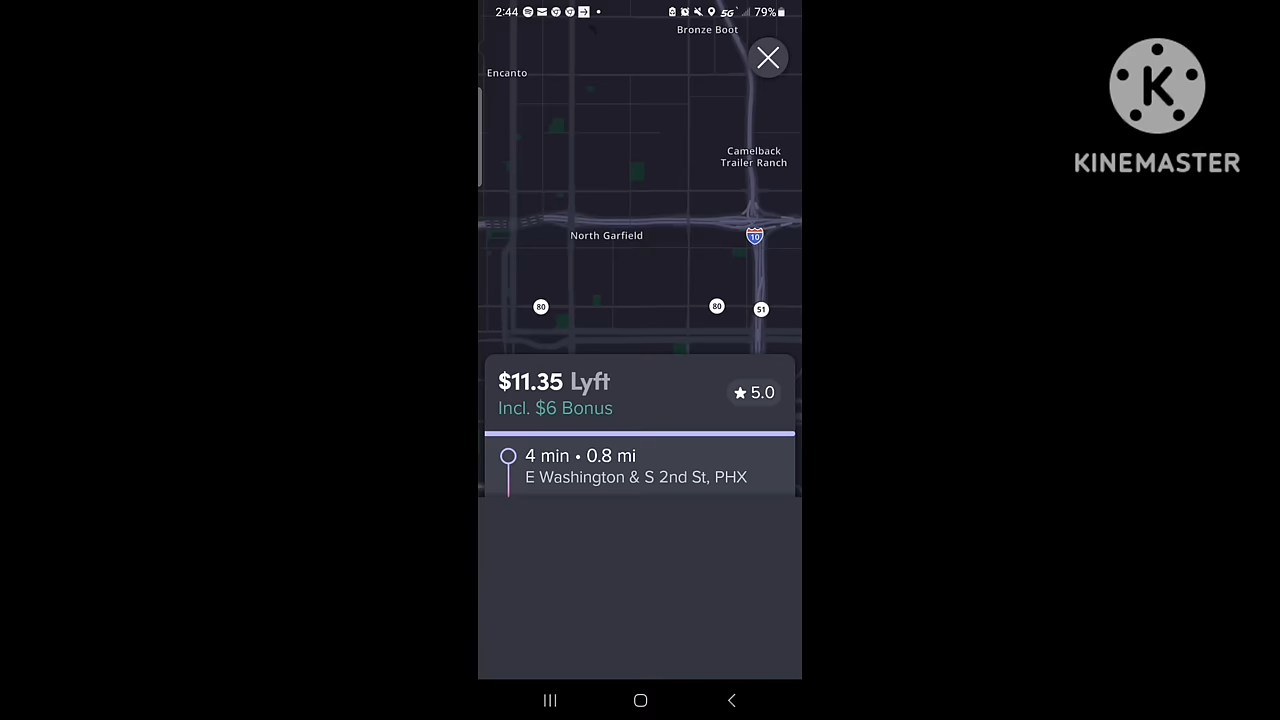 2:44
5G
79%
Bronze Boot
Encanto
Camelback
Trailer Ranch
North Garfield
10
80
80
51
$11.35 Lyft
Incl. $6 Bonus
5.0
4 min • 0.8 mi
E Washington & S 2nd St, PHX
K
KINEMASTER